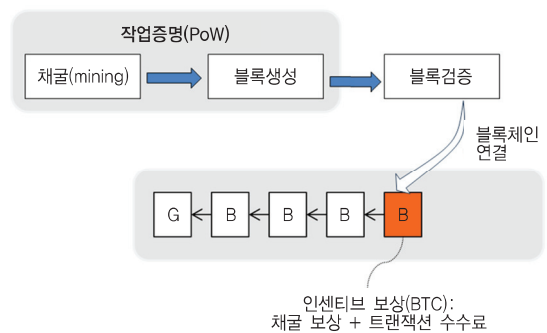 작업증명(PoW)
채굴(mining)
블록생성
블록검증
블록체인
연결
G
B
B
B
B
인센티브 보상(BTC):
채굴 보상 + 트랜잭션 수수료